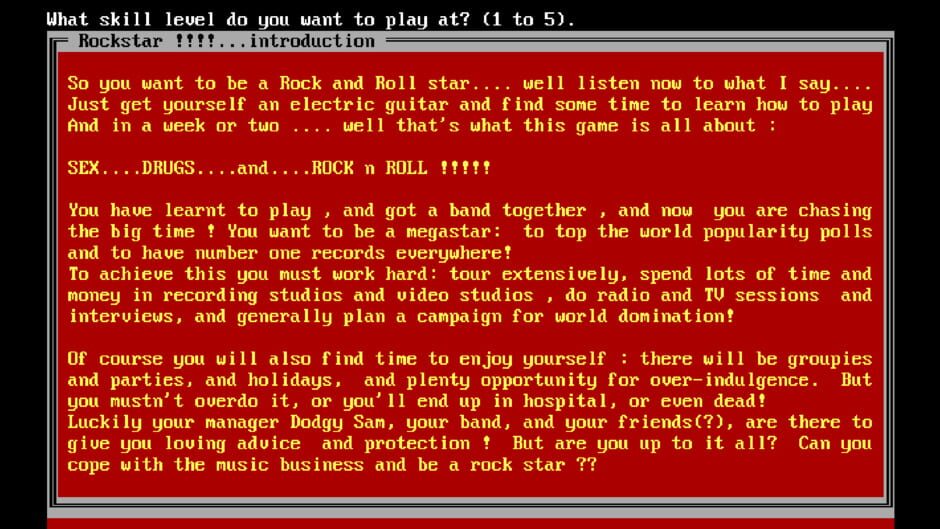 What skill level do you want to play at? (1 to 5).
Rockstar !!!!...introduction
So you want to be a Rock and Roll star.... well listen now to what I say....
Just get yourself an electric guitar and find some time to learn how to play
And in a week or two .... well that's what this game is all about :
SEX....DRUGS....and....ROCK n ROLL !!!!!
You have learnt to play , and got a band together , and now  you are chasing
the big time ! You want to be a megastar:  to top the world popularity polls
and to have number one records everywhere!
To achieve this you must work hard: tour extensively, spend lots of time and
money in recording studios and video studios , do radio and TV sessions  and
interviews, and generally plan a campaign for world domination!
Of course you will also find time to enjoy yourself : there will be groupies
and parties, and holidays,  and plenty opportunity for over-indulgence.  But
you mustn't overdo it, or you'll end up in hospital, or even dead!
Luckily your manager Dodgy Sam, your band, and your friends(?), are there to
give you loving advice  and protection !  But are you up to it all?  Can you
cope with the music business and be a rock star ??